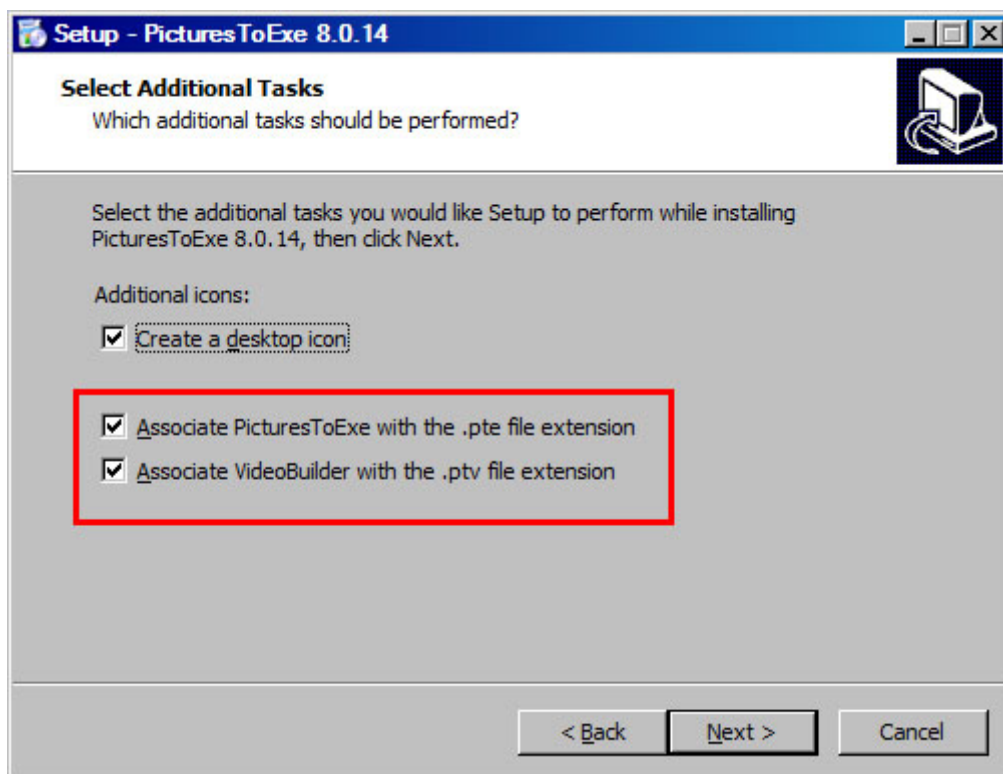 Setup - PicturesToExe 8.0.14
Select Additional Tasks
Which additional tasks should be performed?
Select the additional tasks you would like Setup to perform while installing
PicturesToExe 8.0.14, then click Next.
Additional icons:
Create a desktop icon
Associate PicturesToExe with the .pte file extension
Associate VideoBuilder with the .ptv file extension
< Back Next > Cancel